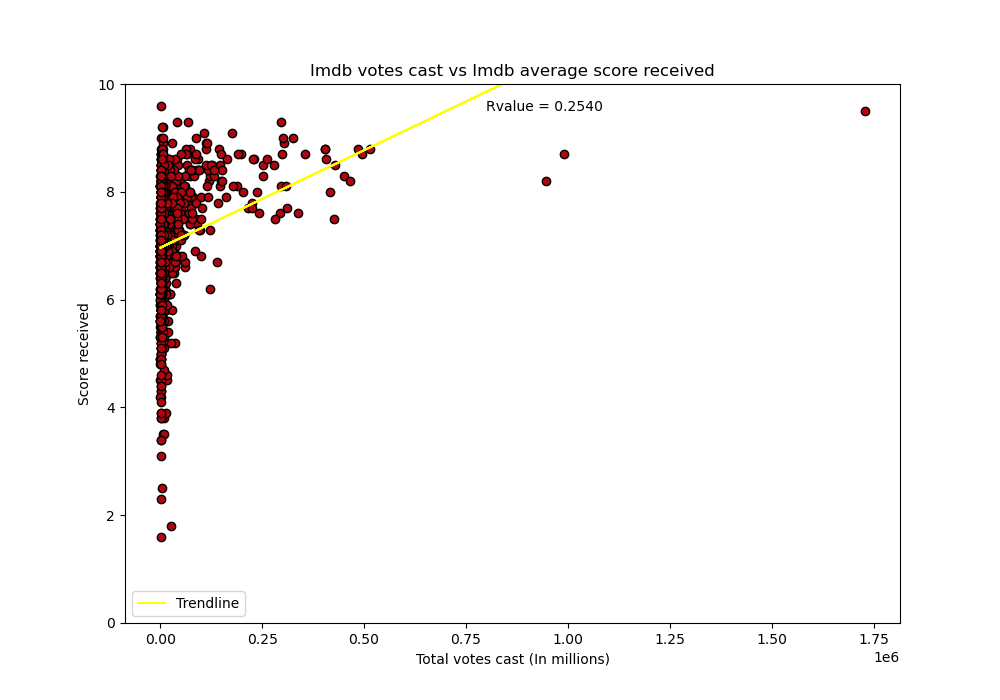 Imdb votes cast vs Imdb average score received
Rvalue = 0.2540
10
8
6
4
2
0
Score received
Trendline
0.00 0.25 0.50 0.75 1.00 1.25 1.50 1.75
1e6
Total votes cast (In millions)